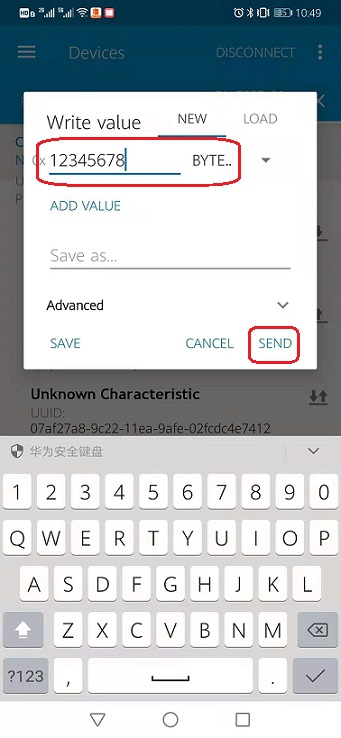 10:49
Devices
DISCONNECT
Write value
NEW
LOAD
0x 12345678
BYTE..
ADD VALUE
Save as...
Advanced
SAVE
CANCEL
SEND
Unknown Characteristic
UUID:
07af27a8-9c22-11ea-9afe-02fcdc4e7412
华为安全键盘
1 2 3 4 5 6 7 8 9 0
Q W E R T Y U I O P
A S D F G H J K L
Z X C V B N M
?123 , .